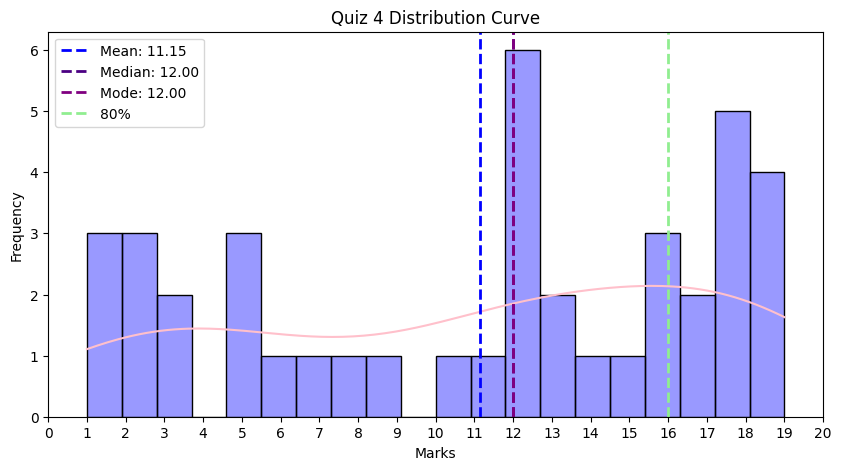 Quiz 4 Distribution Curve
Mean: 11.15
Median: 12.00
Mode: 12.00
80%
Frequency
6
5
4
3
2
1
0
0 1 2 3 4 5 6 7 8 9 10 11 12 13 14 15 16 17 18 19 20
Marks